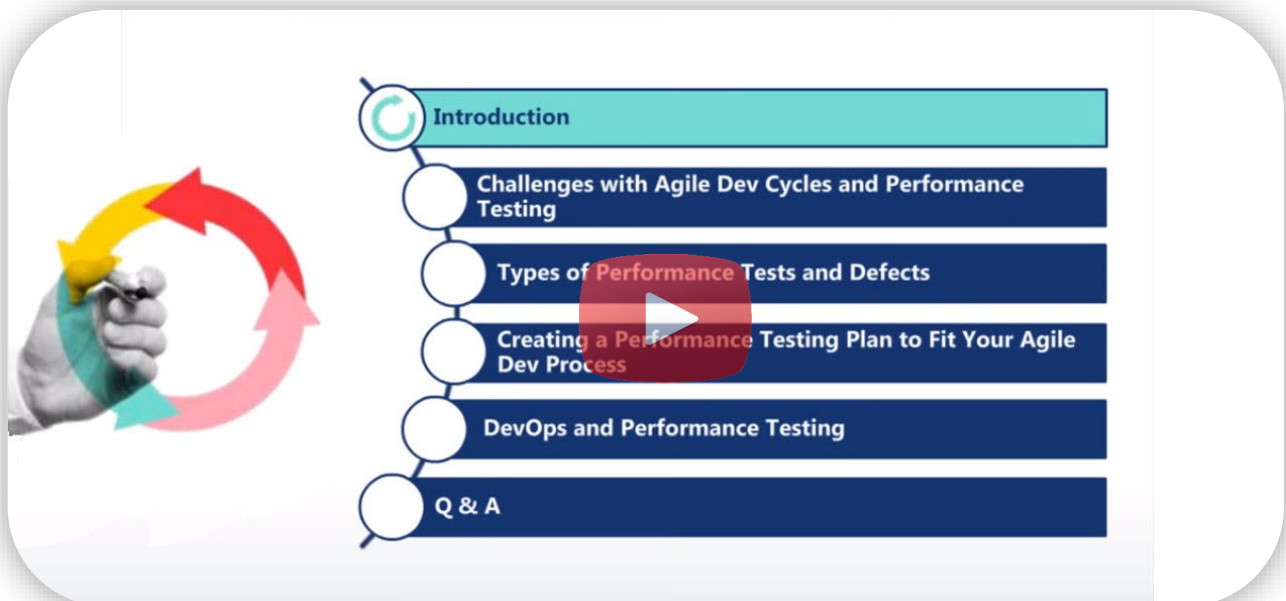 Introduction
Challenges with Agile Dev Cycles and Performance
Testing
Types of Performance Tests and Defects
Creating a Performance Testing Plan to Fit Your Agile
Dev Process
DevOps and Performance Testing
Q & A